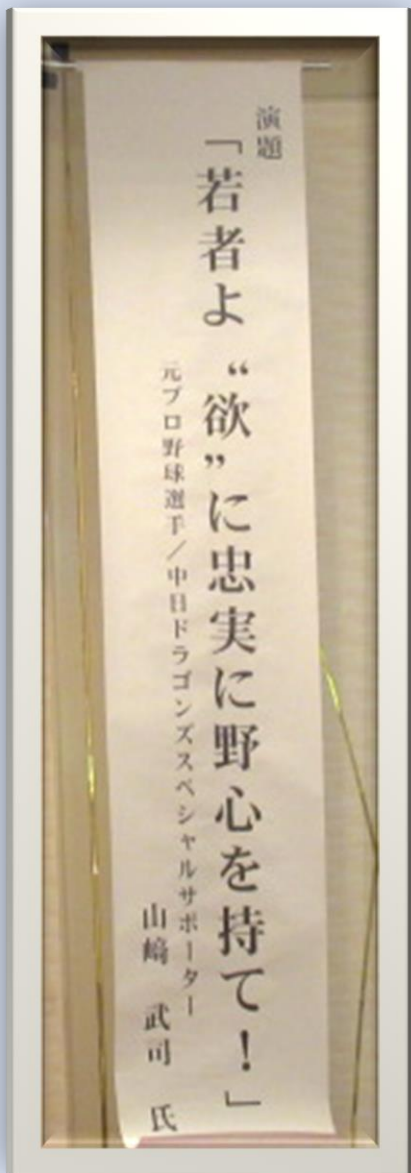 演題
「若者よ“欲”に忠実に野心を持て！」
元プロ野球選手／中日ドラゴンズスペシャルサポーター
山﨑 武司 氏